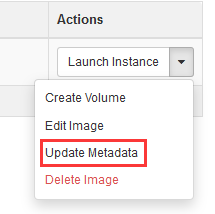 Actions
Launch Instance
Create Volume
Edit Image
Update Metadata
Delete Image